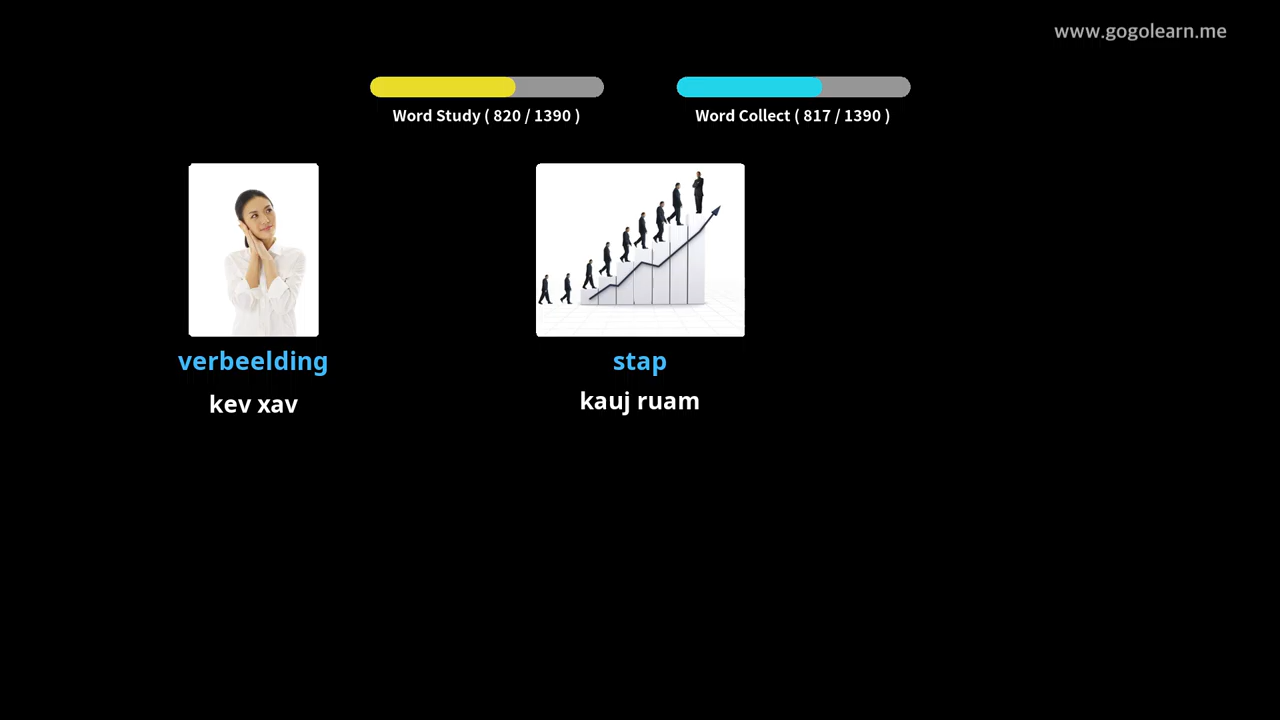 www.gogolearn.me
Word Study ( 820 / 1390 )
Word Collect ( 817 / 1390 )
verbeelding
kev xav
stap
kauj ruam